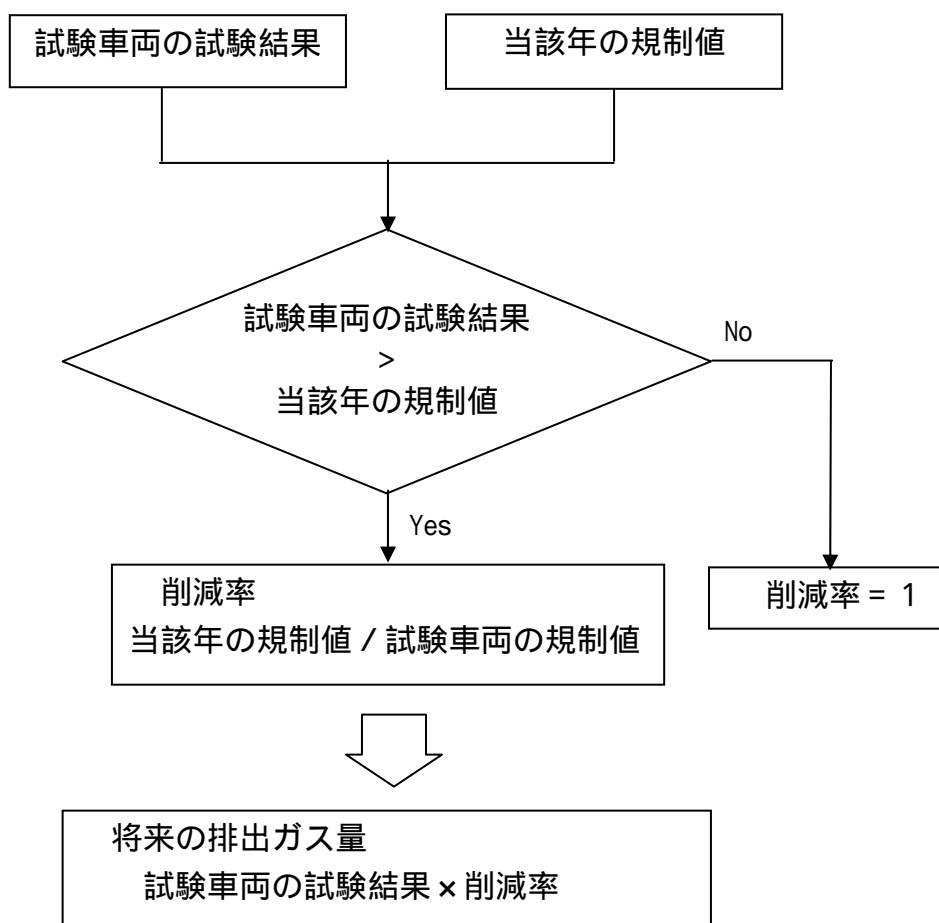 試験車両の試験結果
当該年の規制値
試験車両の試験結果
>
当該年の規制値
No
Yes
削減率
当該年の規制値 / 試験車両の規制値
削減率 = 1
将来の排出ガス量
試験車両の試験結果 × 削減率